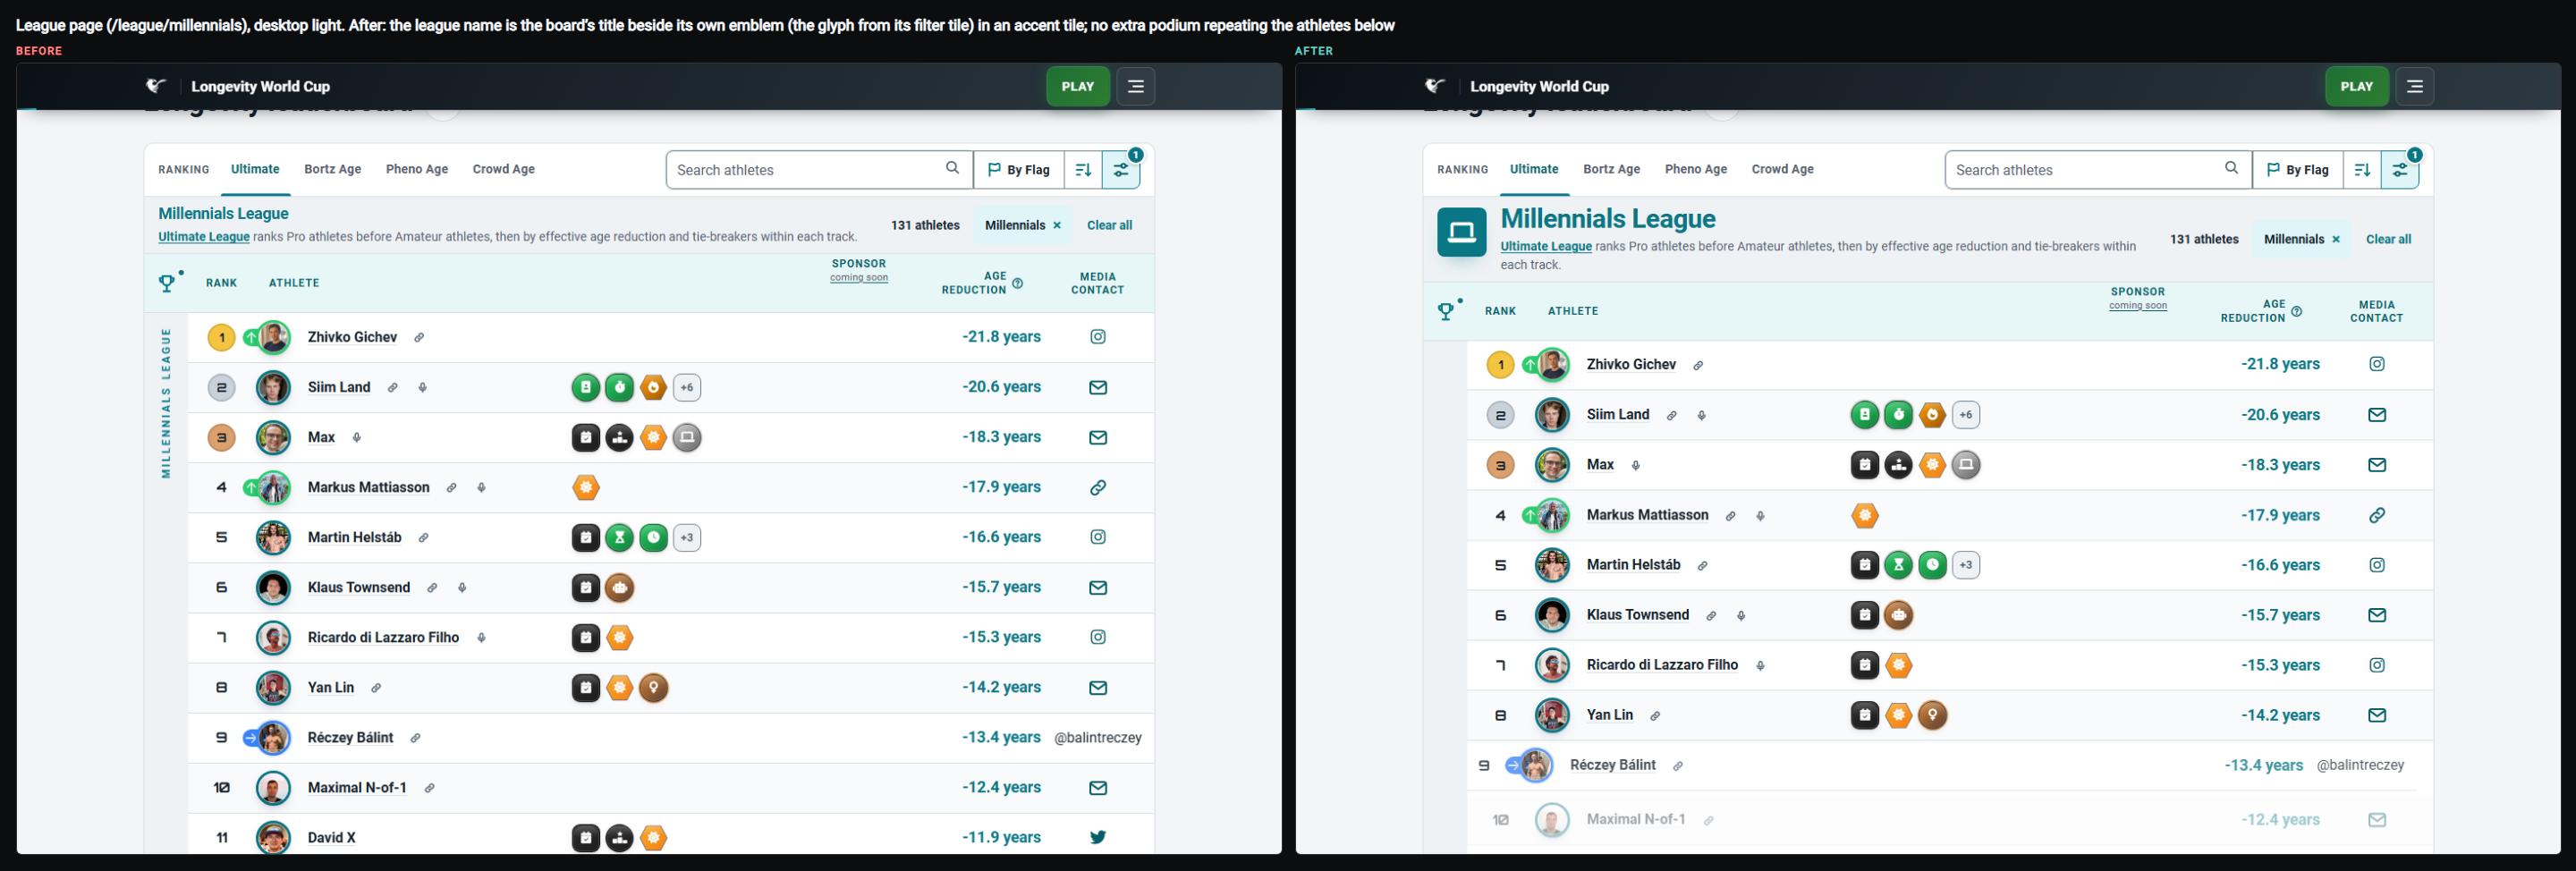 League page (/league/millennials), desktop light. After: the league name is the board's title beside its own emblem (the glyph from its filter tile) in an accent tile; no extra podium repeating the athletes below
BEFORE
Longevity World Cup
PLAY
RANKING Ultimate Bortz Age Pheno Age Crowd Age
Search athletes
By Flag
1
Millennials League
Ultimate League ranks Pro athletes before Amateur athletes, then by effective age reduction and tie-breakers within each track.
131 athletes Millennials × Clear all
RANK ATHLETE
SPONSOR
coming soon
AGE
REDUCTION
MEDIA
CONTACT
MILLENNIALS LEAGUE
1 Zhivko Gichev -21.8 years
2 Siim Land +6 -20.6 years
3 Max -18.3 years
4 Markus Mattiasson -17.9 years
5 Martin Helstáb +3 -16.6 years
6 Klaus Townsend -15.7 years
7 Ricardo di Lazzaro Filho -15.3 years
8 Yan Lin -14.2 years
9 Réczey Bálint -13.4 years @balintreczey
10 Maximal N-of-1 -12.4 years
11 David X -11.9 years
AFTER
Longevity World Cup
PLAY
RANKING Ultimate Bortz Age Pheno Age Crowd Age
Search athletes
By Flag
1
Millennials League
Ultimate League ranks Pro athletes before Amateur athletes, then by effective age reduction and tie-breakers within
each track.
131 athletes Millennials × Clear all
RANK ATHLETE
SPONSOR
coming soon
AGE
REDUCTION
MEDIA
CONTACT
1 Zhivko Gichev -21.8 years
2 Siim Land +6 -20.6 years
3 Max -18.3 years
4 Markus Mattiasson -17.9 years
5 Martin Helstáb +3 -16.6 years
6 Klaus Townsend -15.7 years
7 Ricardo di Lazzaro Filho -15.3 years
8 Yan Lin -14.2 years
9 Réczey Bálint -13.4 years @balintreczey
10 Maximal N-of-1 -12.4 years